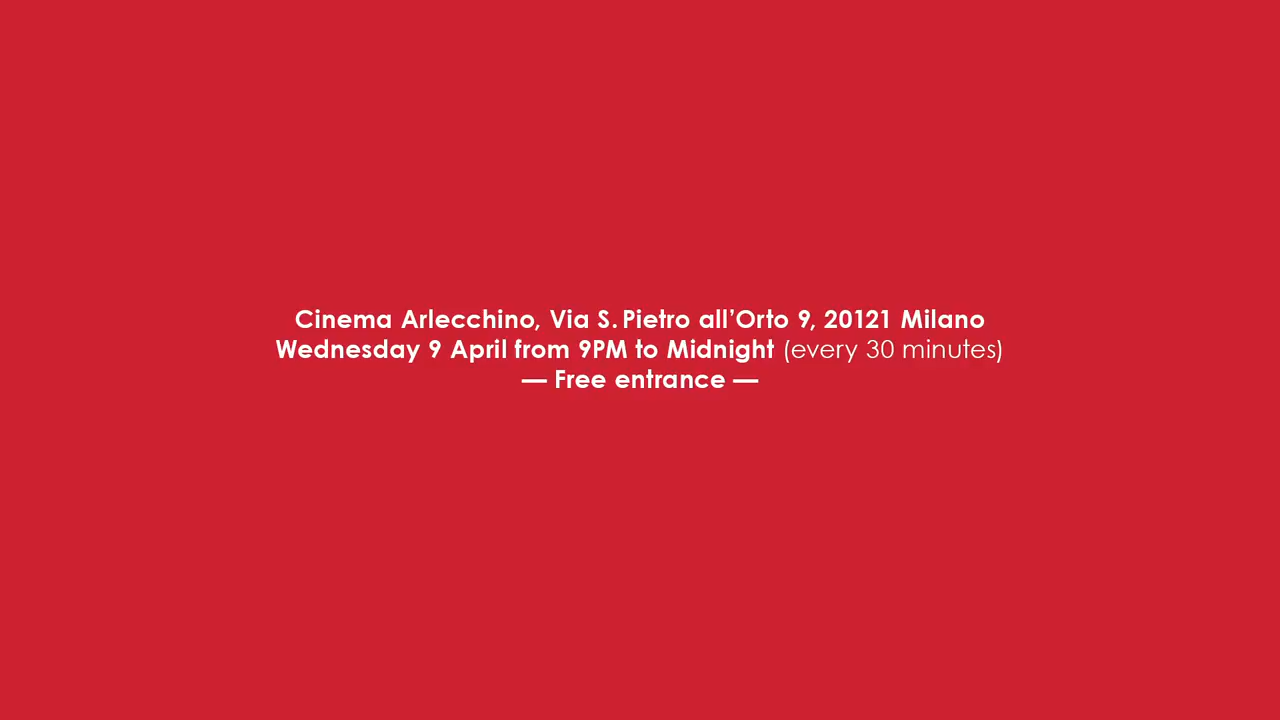 Cinema Arlecchino, Via S. Pietro all’Orto 9, 20121 Milano
Wednesday 9 April from 9PM to Midnight (every 30 minutes)
— Free entrance —